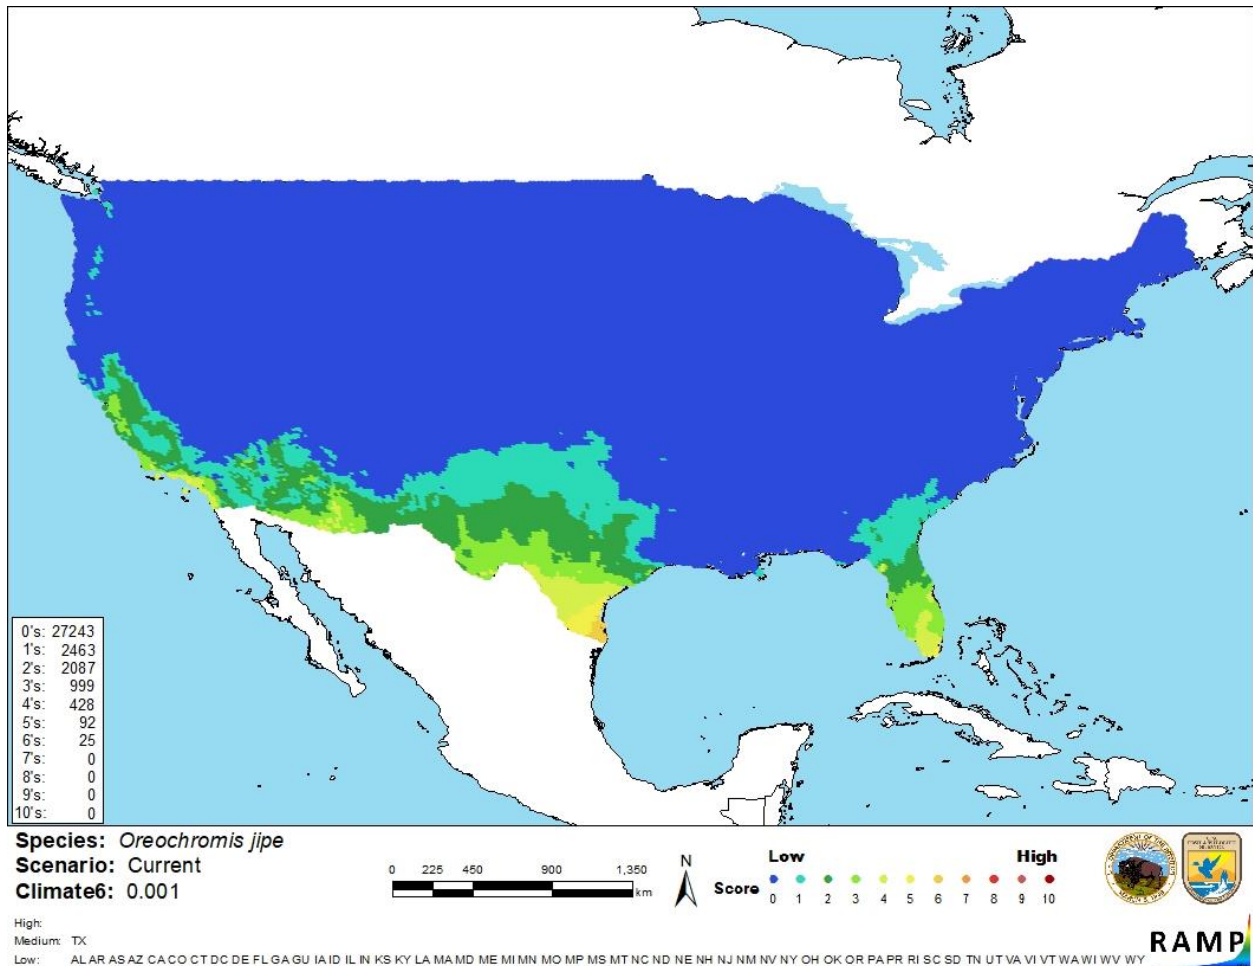 0's: 27243
1's: 2463
2's: 2087
3's: 999
4's: 428
5's: 92
6's: 25
7's: 0
8's: 0
9's: 0
10's: 0
Species: Oreochromis jipe
Scenario: Current
Climate6: 0.001
0 225 450 900 1,350
km
N
Low High
Score
0 1 2 3 4 5 6 7 8 9 10
High:
Medium: TX
Low: AL AR AS AZ CA CO CT DC DE FL GA GU IA ID IL IN KS KY LA MA MD ME MI MN MO MP MS MT NC ND NE NH NJ NM NV NY OH OK OR PA PR RI SC SD TN UT VA VI VT WA WI WV WY
RAMP